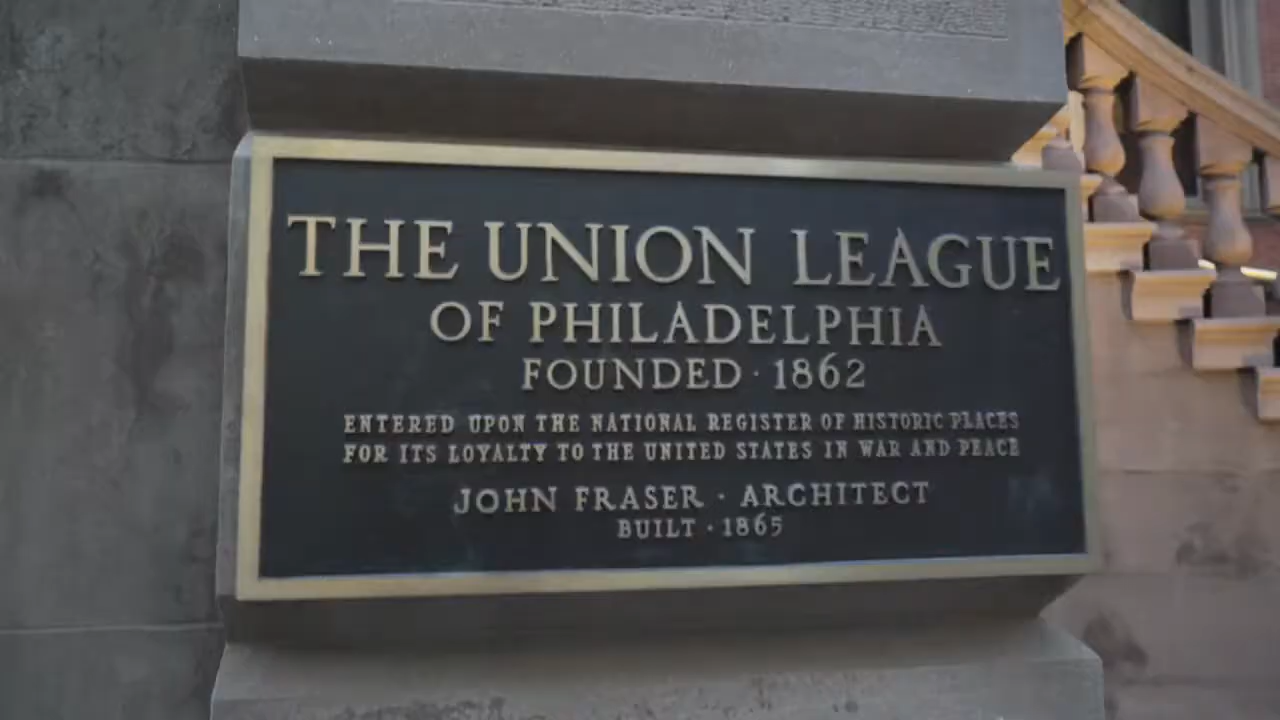 THE UNION LEAGUE
OF PHILADELPHIA
FOUNDED · 1862
ENTERED UPON THE NATIONAL REGISTER OF HISTORIC PLACES
FOR ITS LOYALTY TO THE UNITED STATES IN WAR AND PEACE
JOHN FRASER · ARCHITECT
BUILT · 1865